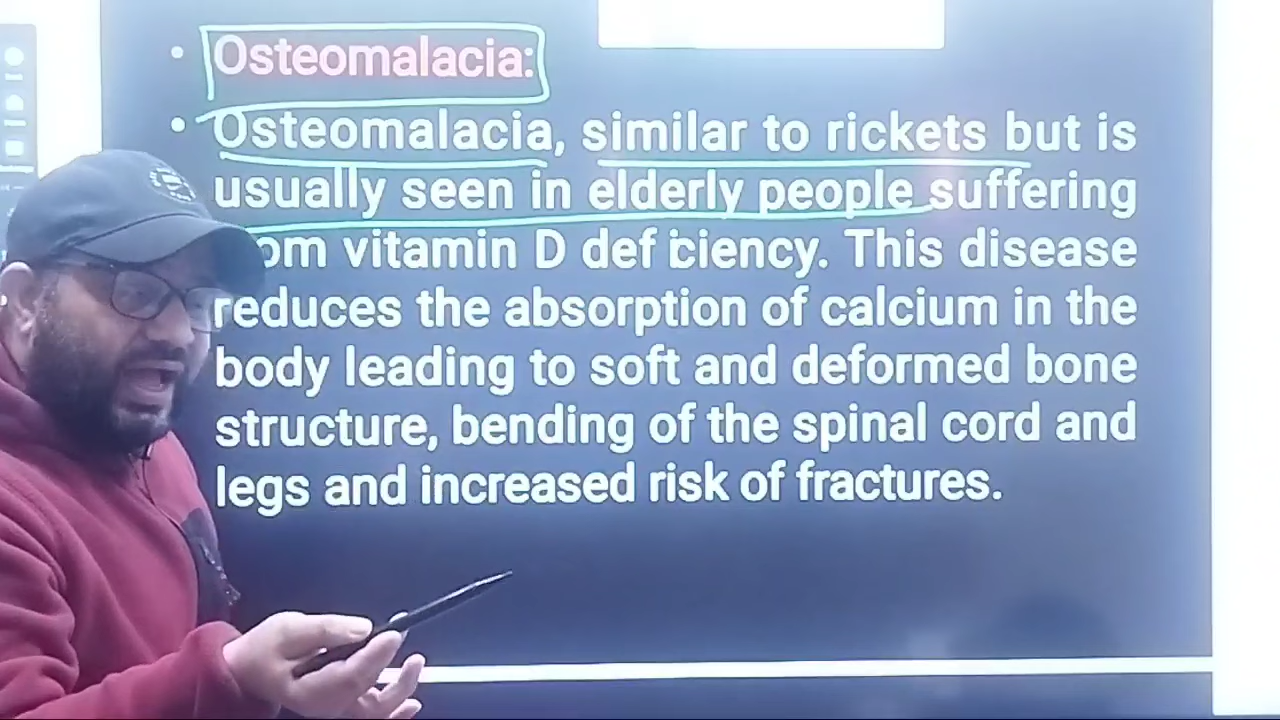 • Osteomalacia:
• Osteomalacia, similar to rickets but is
usually seen in elderly people suffering
om vitamin D deficiency. This disease
reduces the absorption of calcium in the
body leading to soft and deformed bone
structure, bending of the spinal cord and
legs and increased risk of fractures.